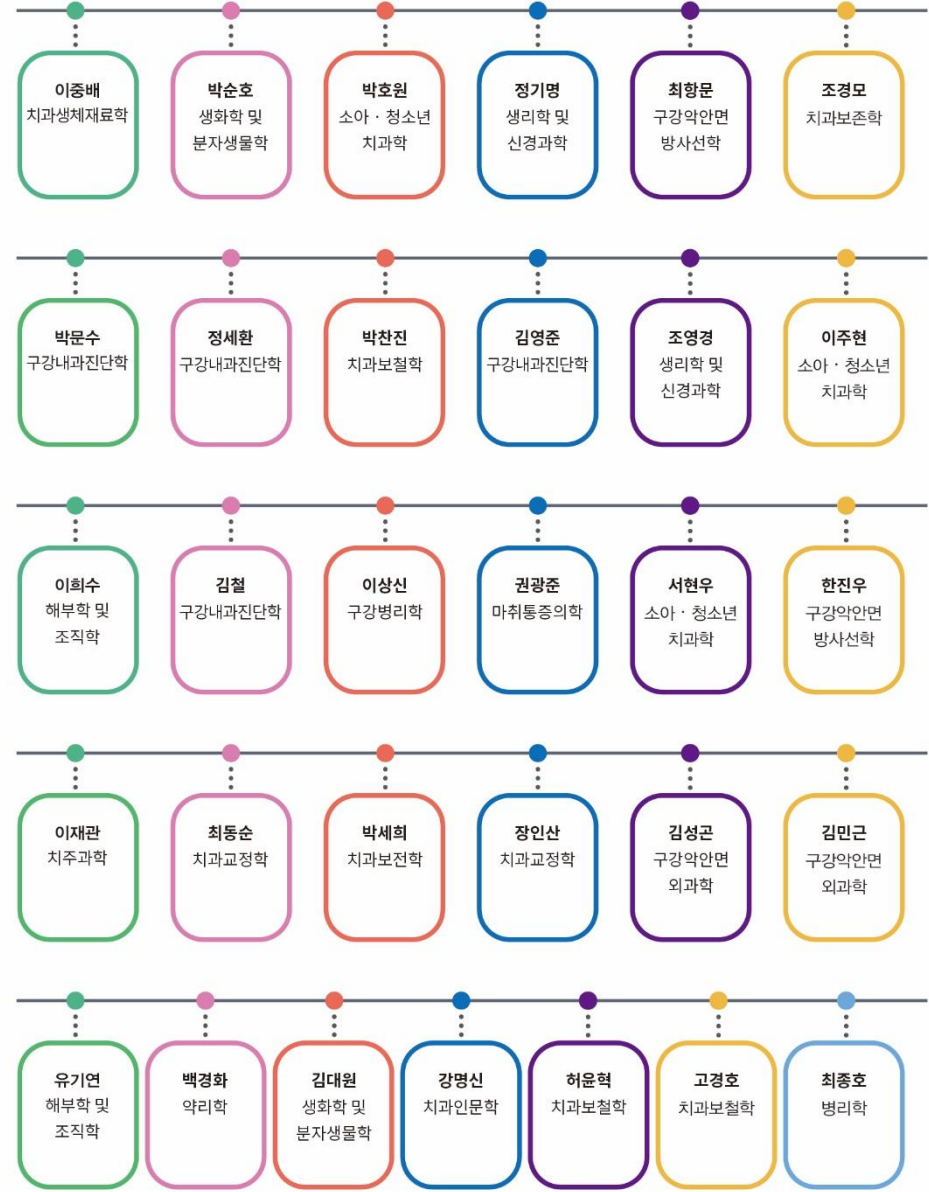 이중배
치과생체재료학
박순호
생화학 및
분자생물학
박호원
소아 · 청소년
치과학
정기명
생리학 및
신경과학
최항문
구강악안면
방사선학
조경모
치과보존학
박문수
구강내과진단학
정세환
구강내과진단학
박찬진
치과보철학
김영준
구강내과진단학
조영경
생리학 및
신경과학
이주현
소아 · 청소년
치과학
이희수
해부학 및
조직학
김철
구강내과진단학
이상신
구강병리학
권광준
마취통증의학
서현우
소아 · 청소년
치과학
한진우
구강악안면
방사선학
이재관
치주과학
최동순
치과교정학
박세희
치과보전학
장인산
치과교정학
김성곤
구강악안면
외과학
김민근
구강악안면
외과학
유기연
해부학 및
조직학
백경화
약리학
김대원
생화학 및
분자생물학
강명신
치과인문학
허윤혁
치과보철학
고경호
치과보철학
최종호
병리학